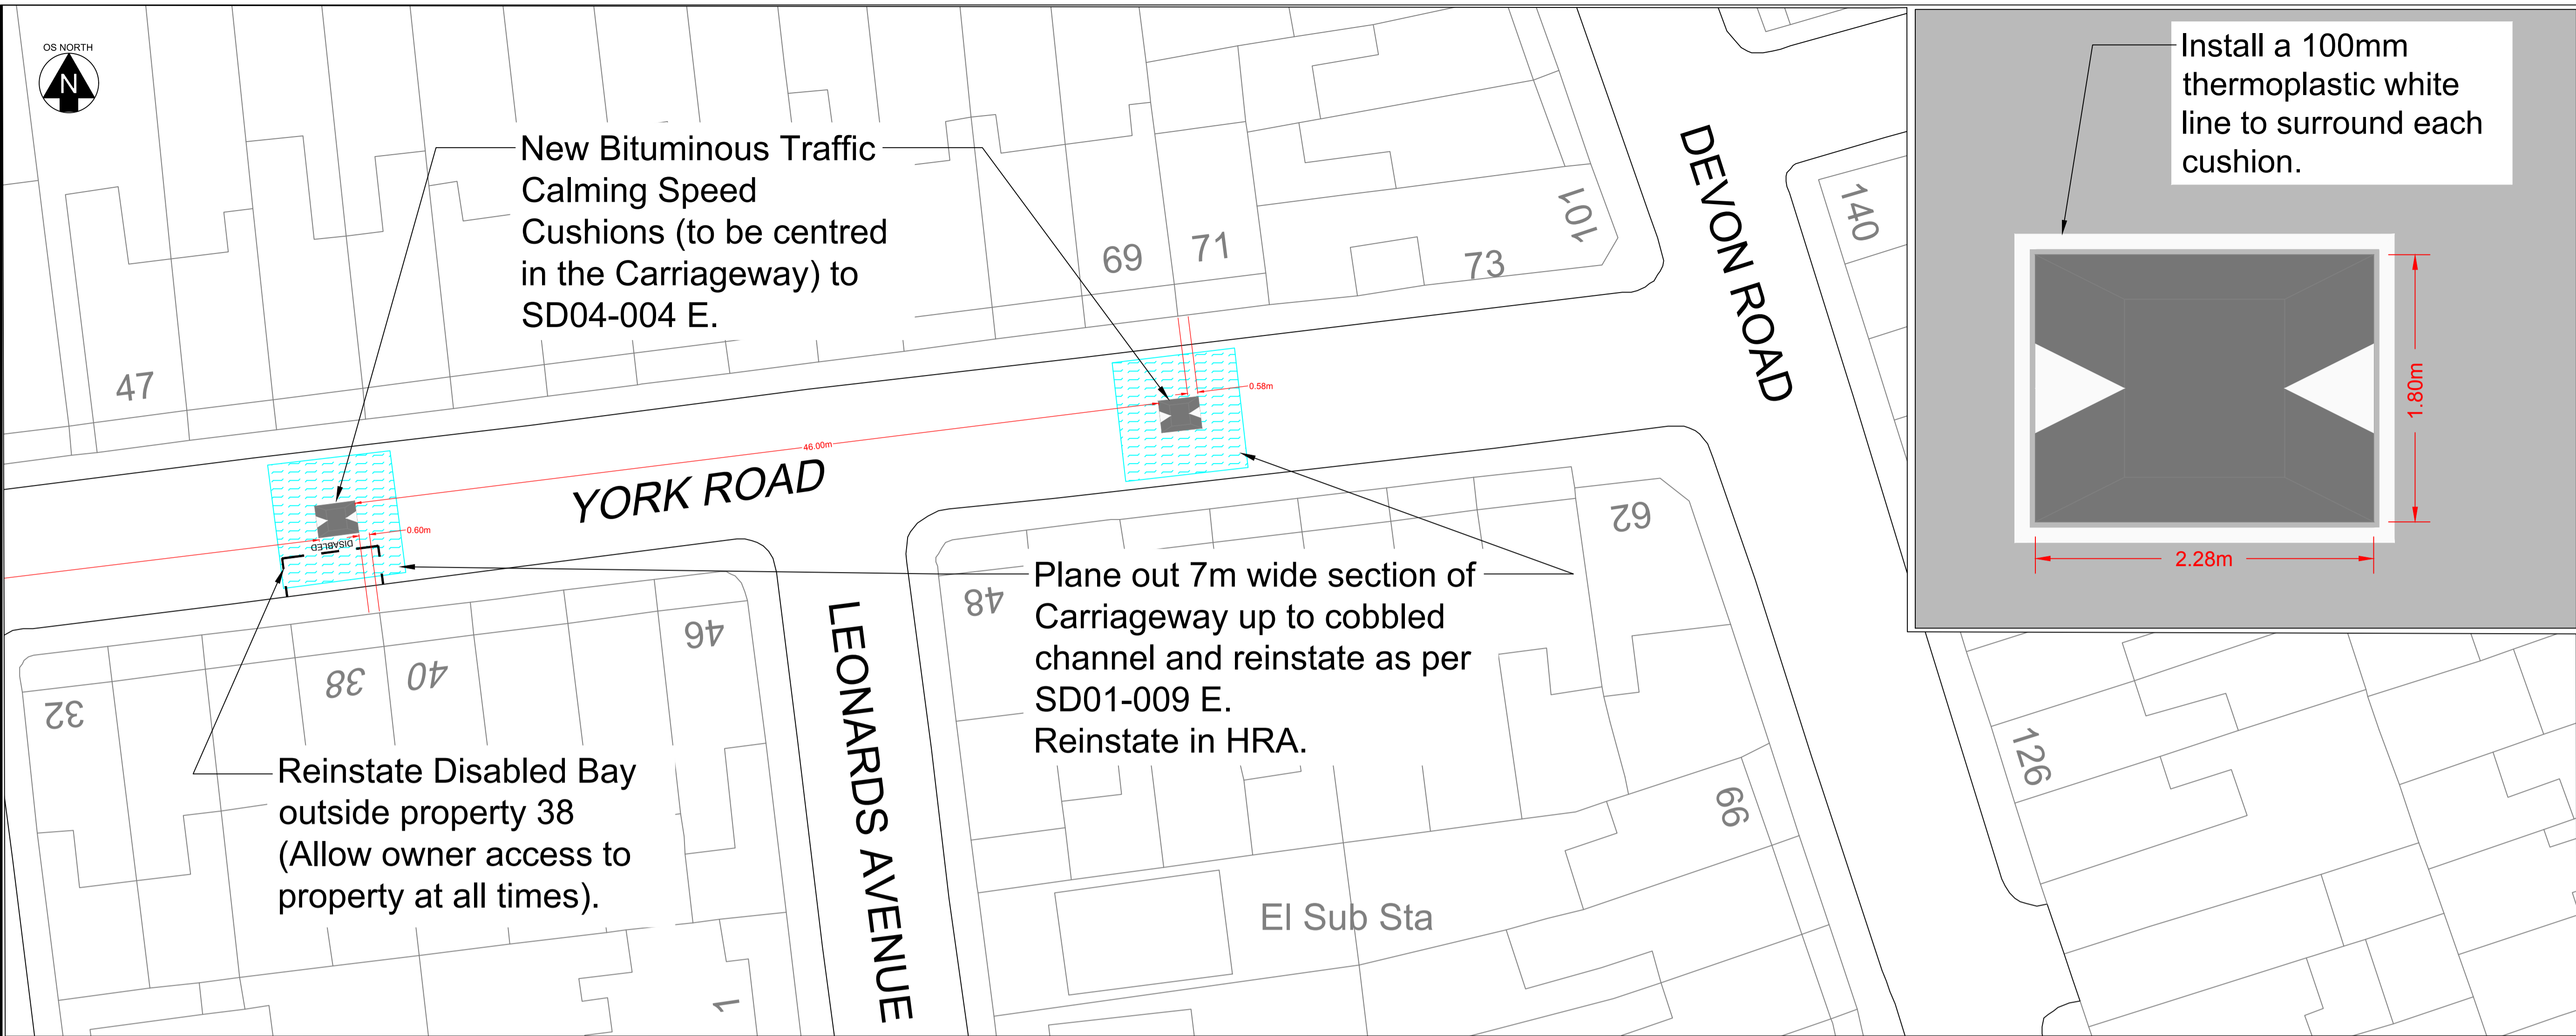 OS NORTH
N
New Bituminous Traffic
Calming Speed
Cushions (to be centred
in the Carriageway) to
SD04-004 E.
Install a 100mm
thermoplastic white
line to surround each
cushion.
1.80m
2.28m
DEVON ROAD
101
140
47
69
71
73
0.58m
46.00m
YORK ROAD
0.60m
DISABLED
62
48
46
40
38
32
Plane out 7m wide section of
Carriageway up to cobbled
channel and reinstate as per
SD01-009 E.
Reinstate in HRA.
LEONARDS AVENUE
Reinstate Disabled Bay
outside property 38
(Allow owner access to
property at all times).
El Sub Sta
126
1